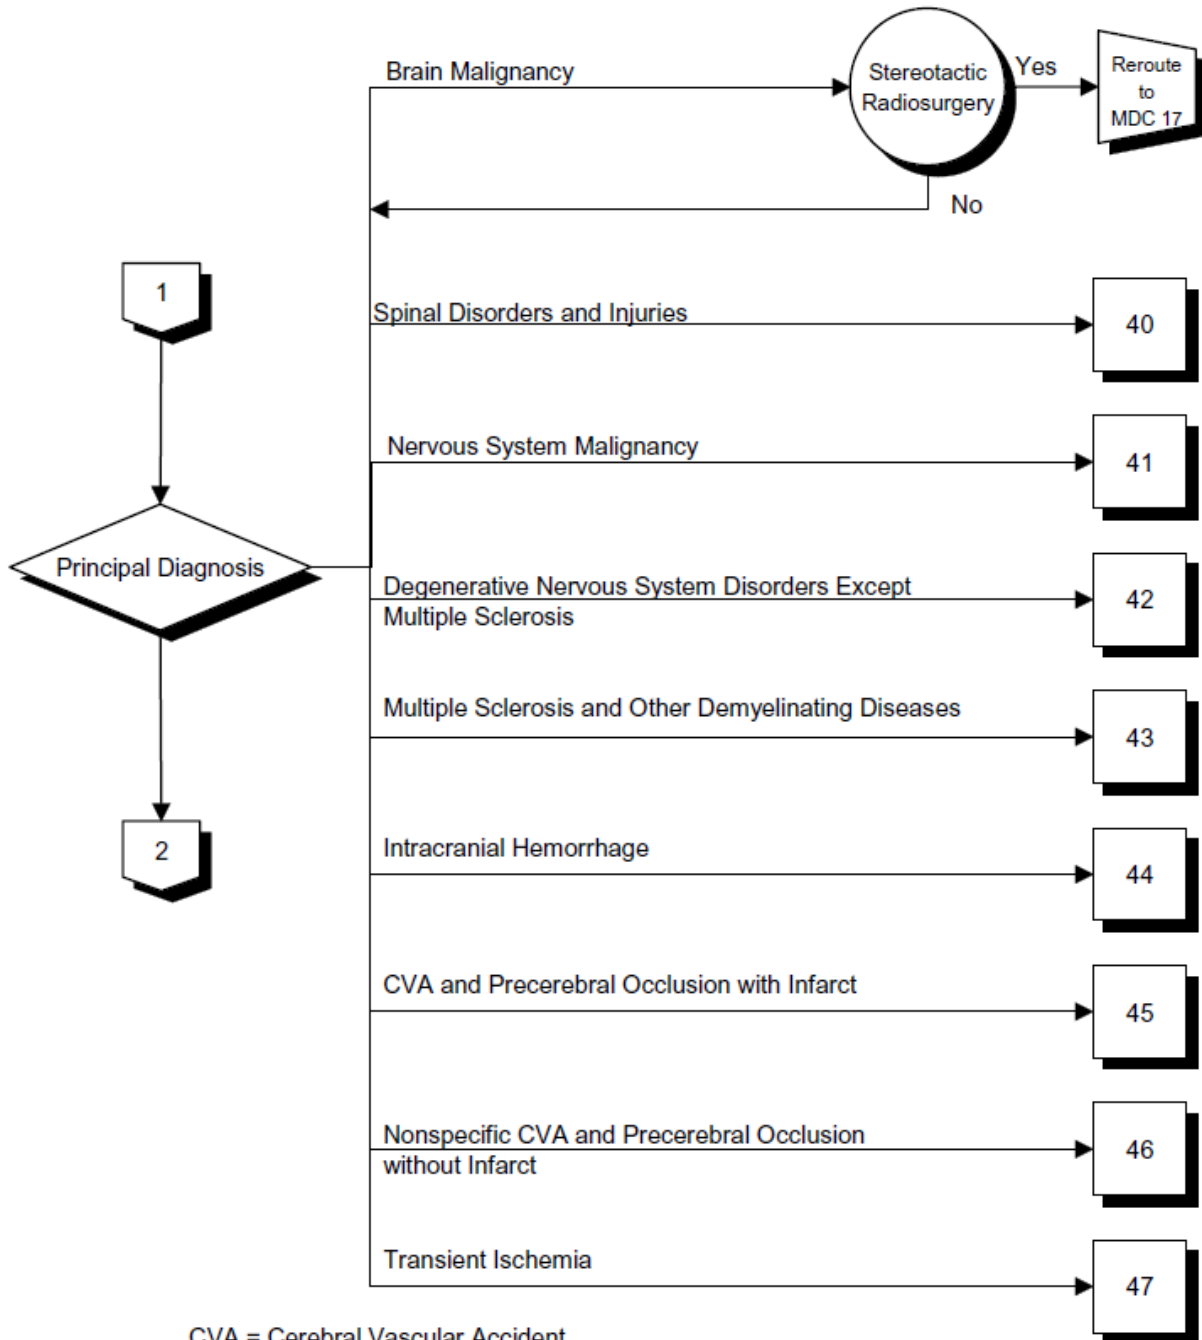 Brain Malignancy
Stereotactic
Radiosurgery
Yes
Reroute
to
MDC 17
No
1
Spinal Disorders and Injuries
40
Nervous System Malignancy
41
Principal Diagnosis
Degenerative Nervous System Disorders Except
Multiple Sclerosis
42
Multiple Sclerosis and Other Demyelinating Diseases
43
2
Intracranial Hemorrhage
44
CVA and Precerebral Occlusion with Infarct
45
Nonspecific CVA and Precerebral Occlusion
without Infarct
46
Transient Ischemia
47
CVA = Cerebral Vascular Accident